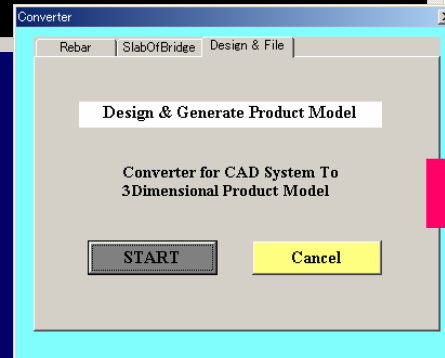 Converter
Rebar
SlabOfBridge
Design & File
Design & Generate Product Model
Converter for CAD System To
3Dimensional Product Model
START
Cancel